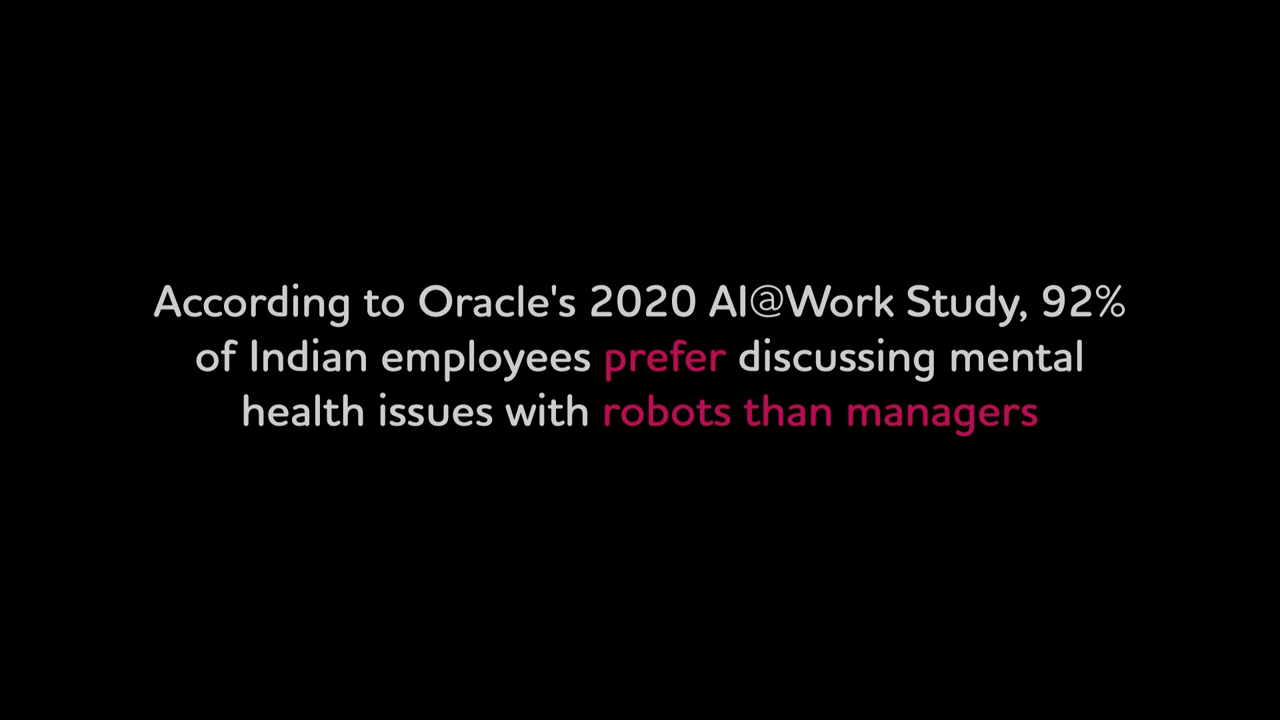 According to Oracle's 2020 AI@Work Study, 92%
of Indian employees prefer discussing mental
health issues with robots than managers